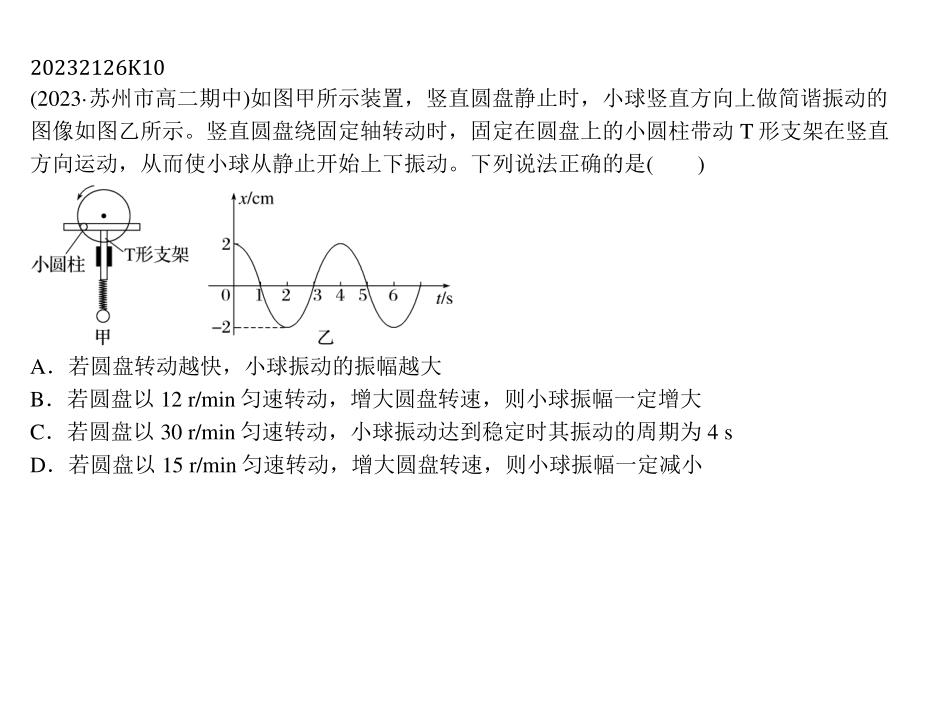 20232126K10
(2023·苏州市高二期中)如图甲所示装置，竖直圆盘静止时，小球竖直方向上做简谐振动的
图像如图乙所示。竖直圆盘绕固定轴转动时，固定在圆盘上的小圆柱带动 T 形支架在竖直
方向运动，从而使小球从静止开始上下振动。下列说法正确的是(　　)
小圆柱
T形支架
甲
x/cm
2
0 1 2 3 4 5 6 t/s
−2
乙
A．若圆盘转动越快，小球振动的振幅越大
B．若圆盘以 12 r/min 匀速转动，增大圆盘转速，则小球振幅一定增大
C．若圆盘以 30 r/min 匀速转动，小球振动达到稳定时其振动的周期为 4 s
D．若圆盘以 15 r/min 匀速转动，增大圆盘转速，则小球振幅一定减小